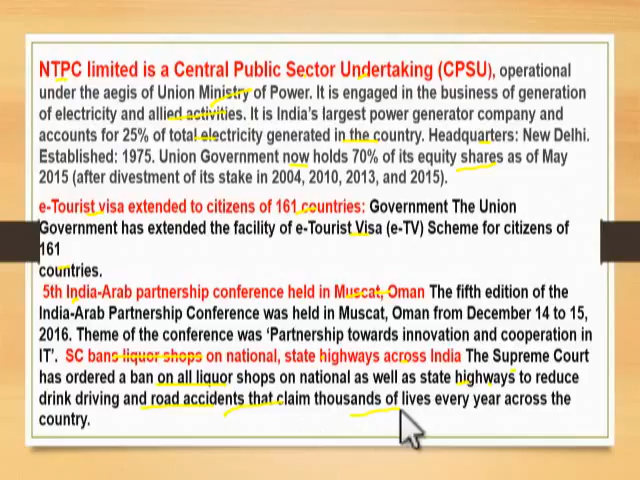 NTPC limited is a Central Public Sector Undertaking (CPSU), operational
under the aegis of Union Ministry of Power. It is engaged in the business of generation
of electricity and allied activities. It is India's largest power generator company and
accounts for 25% of total electricity generated in the country. Headquarters: New Delhi.
Established: 1975. Union Government now holds 70% of its equity shares as of May
2015 (after divestment of its stake in 2004, 2010, 2013, and 2015).
e-Tourist visa extended to citizens of 161 countries: Government The Union
Government has extended the facility of e-Tourist Visa (e-TV) Scheme for citizens of
161
countries.
5th India-Arab partnership conference held in Muscat, Oman The fifth edition of the
India-Arab Partnership Conference was held in Muscat, Oman from December 14 to 15,
2016. Theme of the conference was 'Partnership towards innovation and cooperation in
IT'. SC bans liquor shops on national, state highways across India The Supreme Court
has ordered a ban on all liquor shops on national as well as state highways to reduce
drink driving and road accidents that claim thousands of lives every year across the
country.